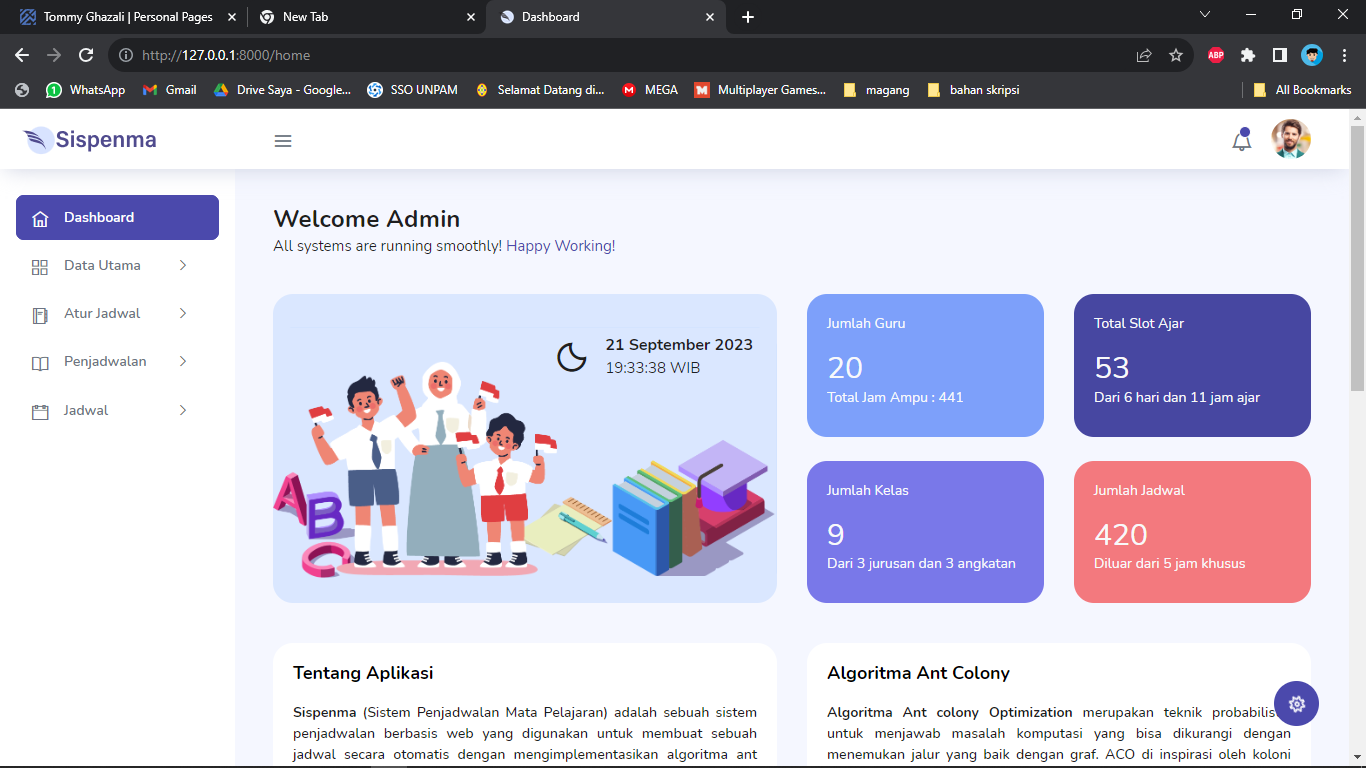 Tommy Ghazali | Personal Pages
New Tab
Dashboard
http://127.0.0.1:8000/home
ABP
WhatsApp
Gmail
Drive Saya - Google...
SSO UNPAM
Selamat Datang di...
MEGA
Multiplayer Games...
magang
bahan skripsi
All Bookmarks
Sispenma
Dashboard
Data Utama
Atur Jadwal
Penjadwalan
Jadwal
Welcome Admin
All systems are running smoothly! Happy Working!
21 September 2023
19:33:38 WIB
A
B
C
Jumlah Guru
20
Total Jam Ampu : 441
Total Slot Ajar
53
Dari 6 hari dan 11 jam ajar
Jumlah Kelas
9
Dari 3 jurusan dan 3 angkatan
Jumlah Jadwal
420
Diluar dari 5 jam khusus
Tentang Aplikasi
Sispenma (Sistem Penjadwalan Mata Pelajaran) adalah sebuah sistem
penjadwalan berbasis web yang digunakan untuk membuat sebuah
jadwal secara otomatis dengan mengimplementasikan algoritma ant
Algoritma Ant Colony
Algoritma Ant colony Optimization merupakan teknik
untuk menjawab masalah komputasi yang bisa dikurangi dengan
menemukan jalur yang baik dengan graf. ACO di inspirasi oleh koloni